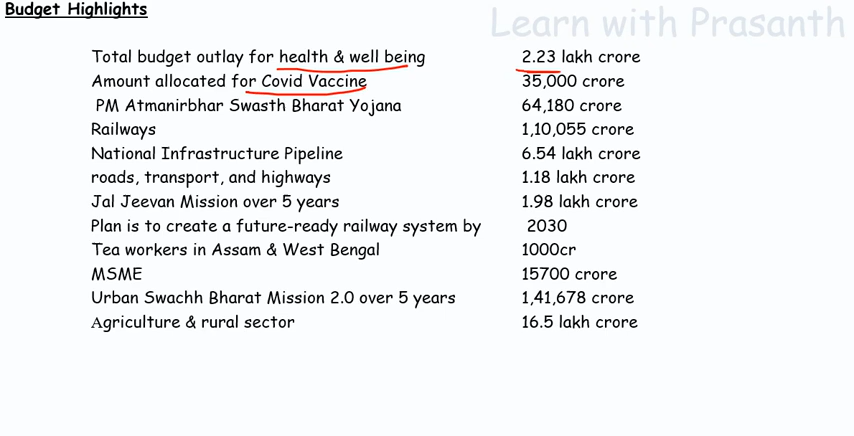 Budget Highlights
Learn with Prasanth
Total budget outlay for health & well being 2.23 lakh crore
Amount allocated for Covid Vaccine 35,000 crore
PM Atmanirbhar Swasth Bharat Yojana 64,180 crore
Railways 1,10,055 crore
National Infrastructure Pipeline 6.54 lakh crore
roads, transport, and highways 1.18 lakh crore
Jal Jeevan Mission over 5 years 1.98 lakh crore
Plan is to create a future-ready railway system by 2030
Tea workers in Assam & West Bengal 1000cr
MSME 15700 crore
Urban Swachh Bharat Mission 2.0 over 5 years 1,41,678 crore
Agriculture & rural sector 16.5 lakh crore